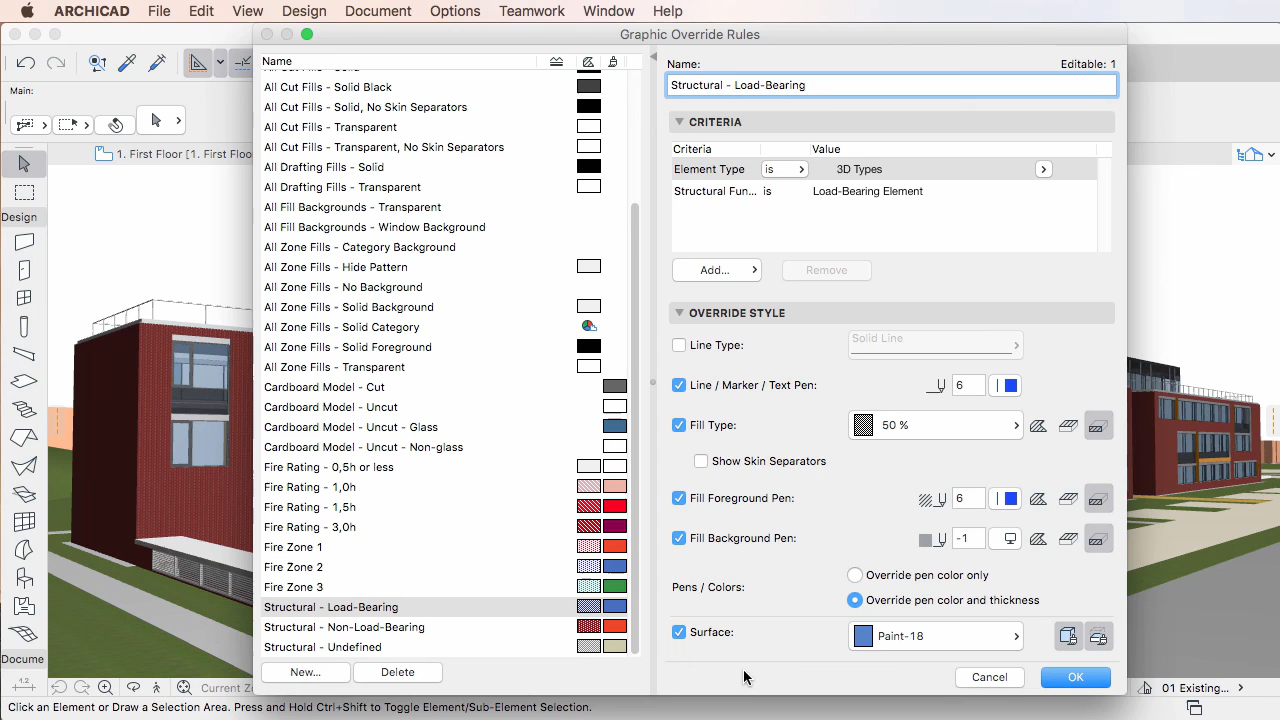 ARCHICAD File Edit View Design Document Options Teamwork Window Help
Graphic Override Rules
Main:
1. First Floor [1. First Floo
Design
Docume
Name
All Cut Fills - Solid Black
All Cut Fills - Solid, No Skin Separators
All Cut Fills - Transparent
All Cut Fills - Transparent, No Skin Separators
All Drafting Fills - Solid
All Drafting Fills - Transparent
All Fill Backgrounds - Transparent
All Fill Backgrounds - Window Background
All Zone Fills - Category Background
All Zone Fills - Hide Pattern
All Zone Fills - No Background
All Zone Fills - Solid Background
All Zone Fills - Solid Category
All Zone Fills - Solid Foreground
All Zone Fills - Transparent
Cardboard Model - Cut
Cardboard Model - Uncut
Cardboard Model - Uncut - Glass
Cardboard Model - Uncut - Non-glass
Fire Rating - 0,5h or less
Fire Rating - 1,0h
Fire Rating - 1,5h
Fire Rating - 3,0h
Fire Zone 1
Fire Zone 2
Fire Zone 3
Structural - Load-Bearing
Structural - Non-Load-Bearing
Structural - Undefined
New... Delete
Name: Editable: 1
Structural - Load-Bearing
CRITERIA
Criteria Value
Element Type is 3D Types
Structural Fun... is Load-Bearing Element
Add... Remove
OVERRIDE STYLE
Line Type: Solid Line
Line / Marker / Text Pen: 6
Fill Type: 50 %
Show Skin Separators
Fill Foreground Pen: 6
Fill Background Pen: -1
Pens / Colors: Override pen color only
Override pen color and thickness
Surface: Paint-18
Cancel OK
1.2
Current Zo
01 Existing...
Click an Element or Draw a Selection Area. Press and Hold Ctrl+Shift to Toggle Element/Sub-Element Selection.